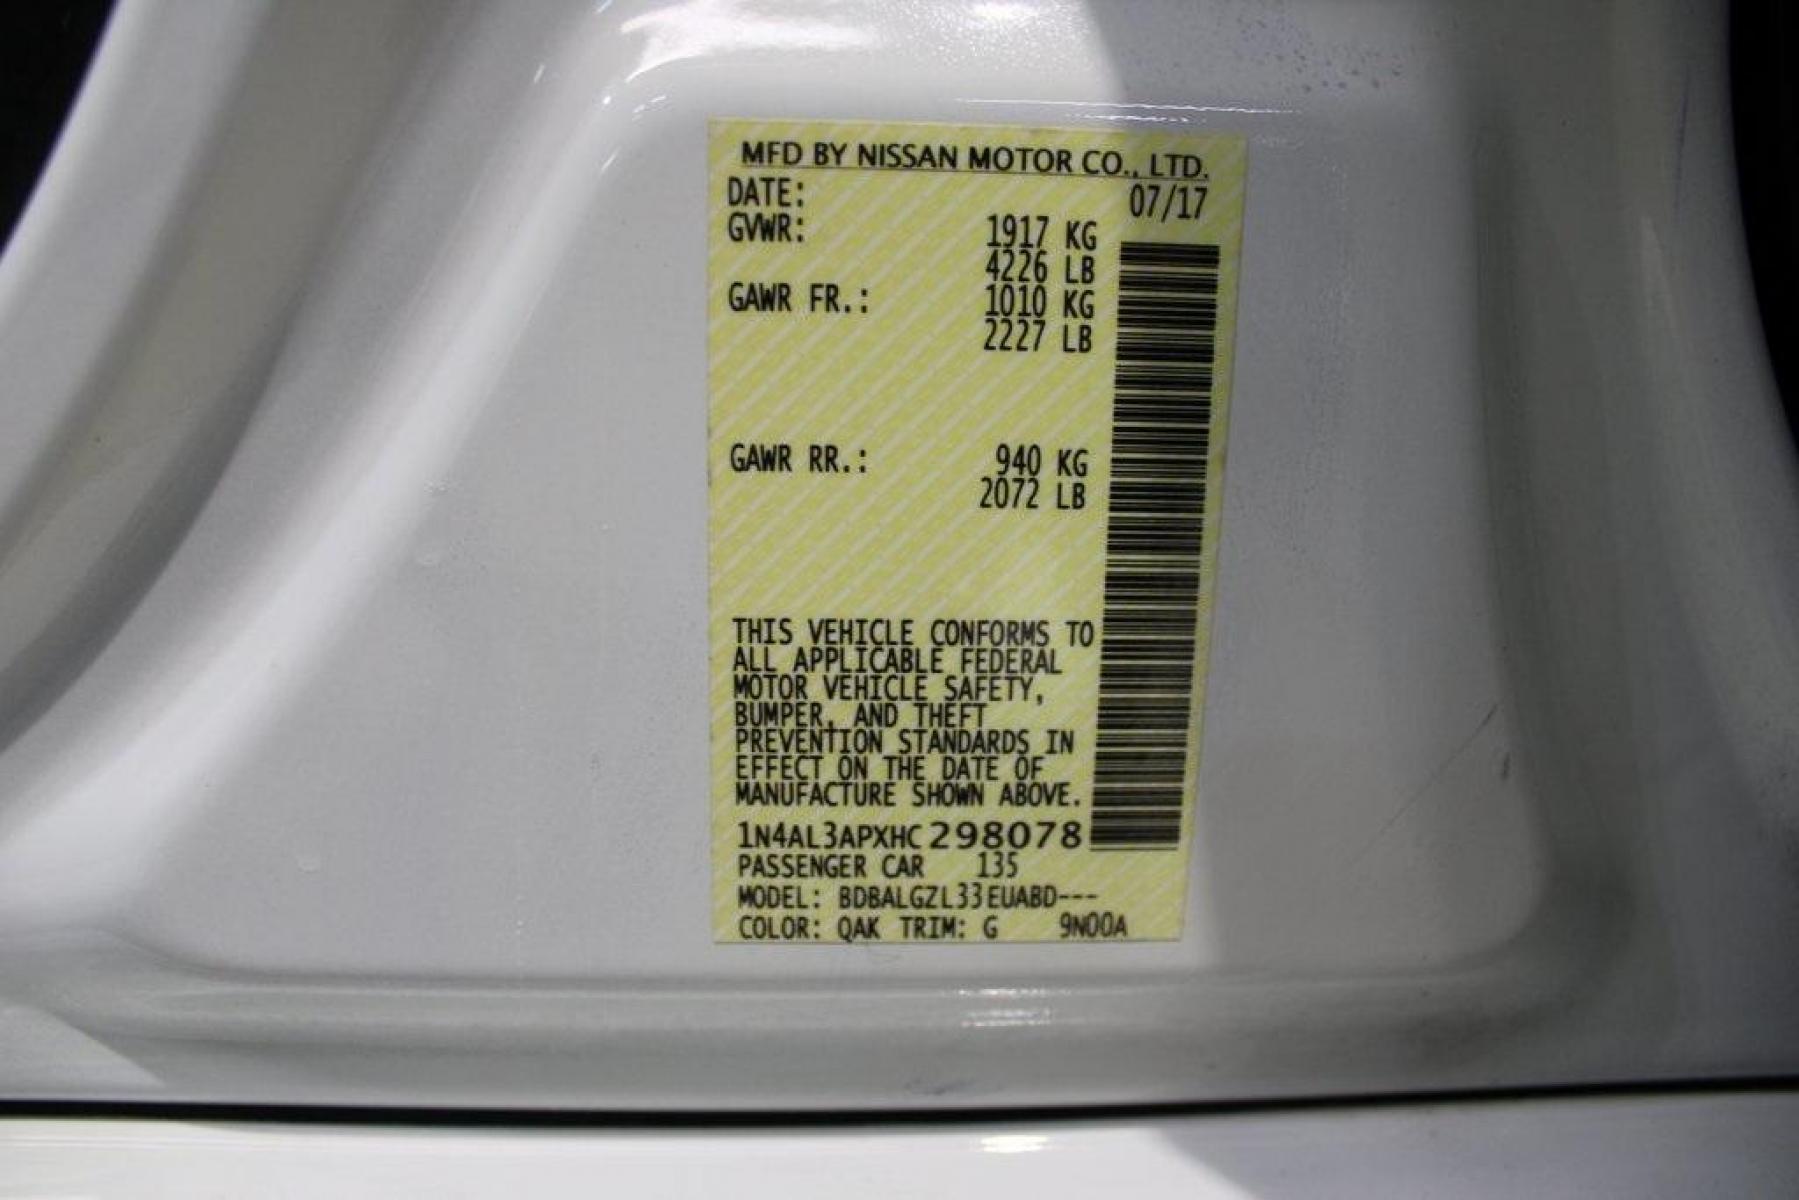 MFD BY NISSAN MOTOR CO., LTD.
DATE: 07/17
GVWR: 1917 KG
4226 LB
GAWR FR.: 1010 KG
2227 LB
GAWR RR.: 940 KG
2072 LB
THIS VEHICLE CONFORMS TO
ALL APPLICABLE FEDERAL
MOTOR VEHICLE SAFETY,
BUMPER, AND THEFT
PREVENTION STANDARDS IN
EFFECT ON THE DATE OF
MANUFACTURE SHOWN ABOVE.
1N4AL3APXHC298078
PASSENGER CAR 135
MODEL: BDBALGZL33EUABD---
COLOR: QAK TRIM: G 9N00A